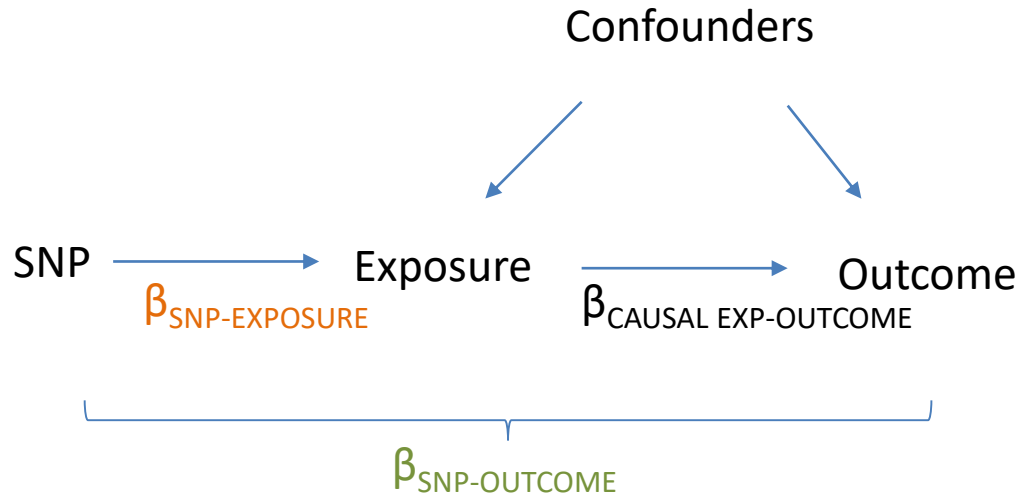 Confounders
SNP
Exposure
Outcome
βSNP-EXPOSURE
βCAUSAL EXP-OUTCOME
βSNP-OUTCOME